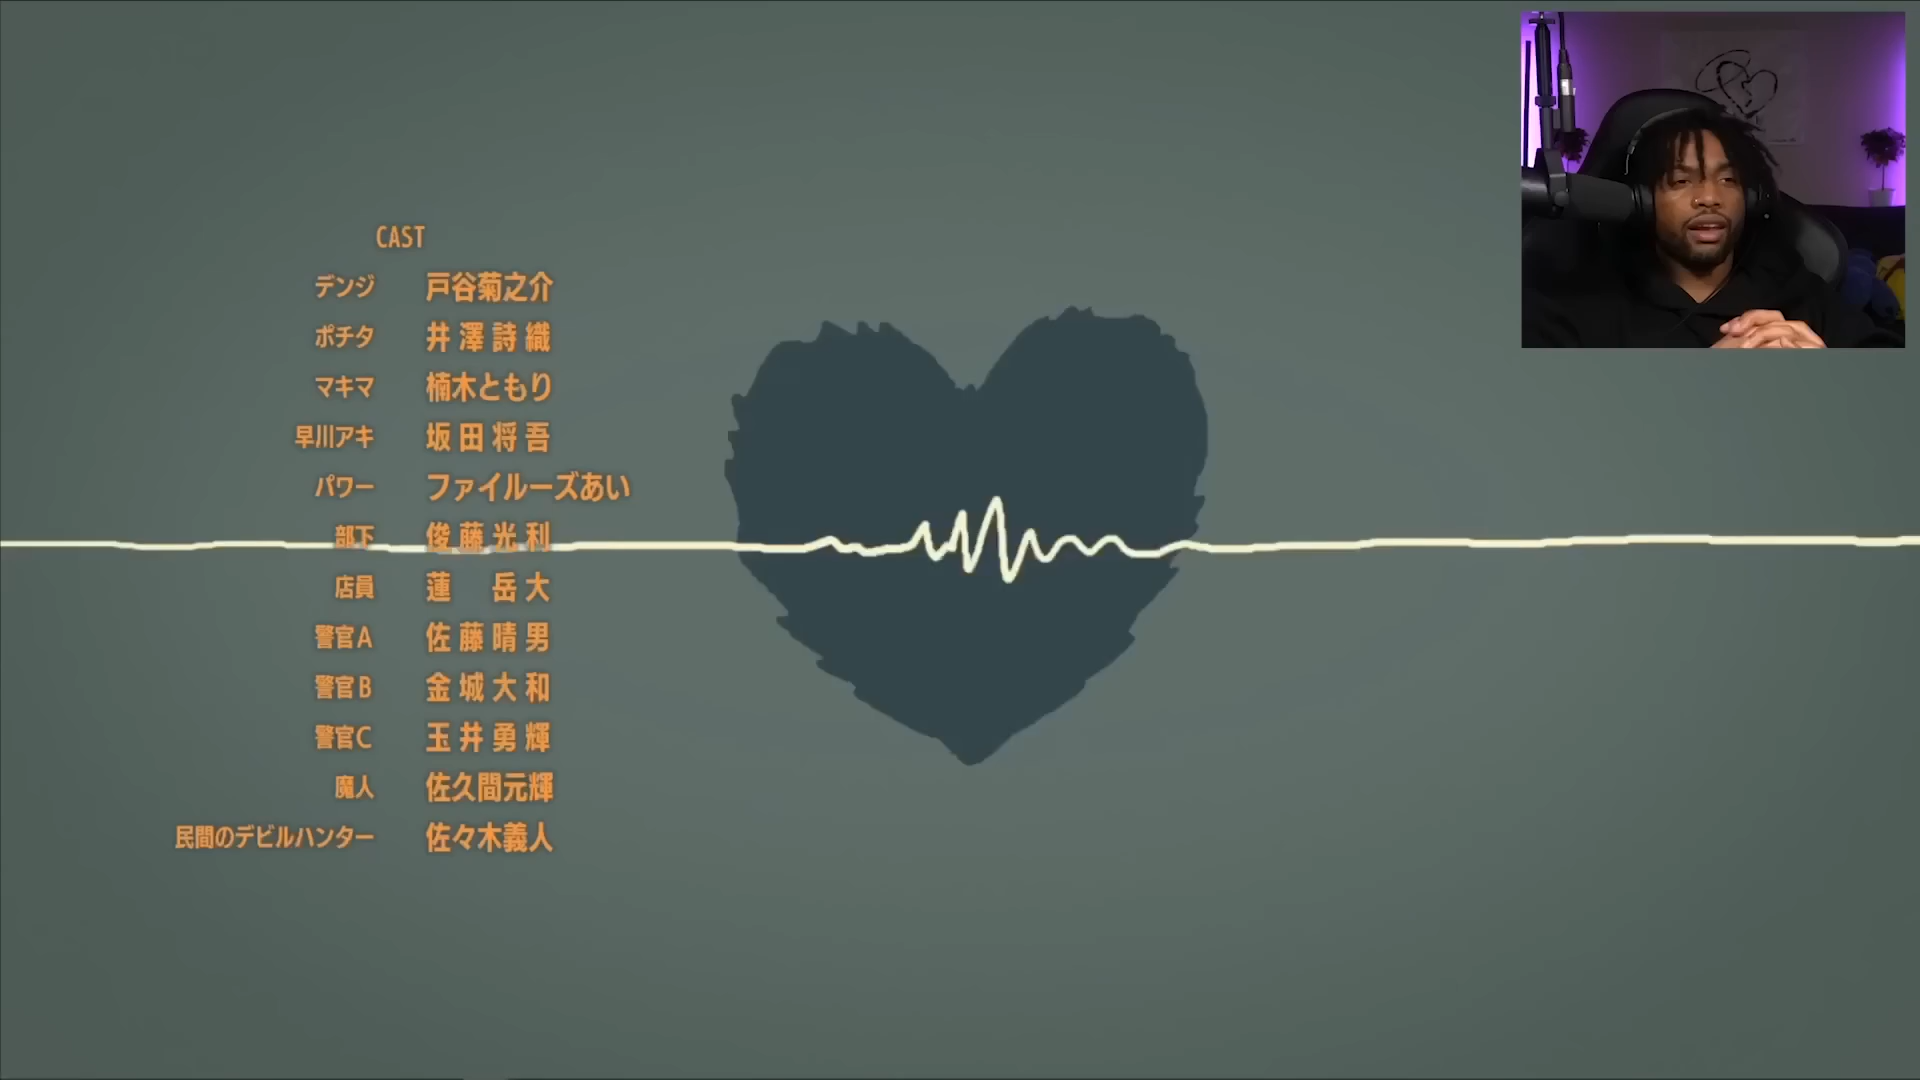 CAST
デンジ 戸谷菊之介
ポチタ 井澤詩織
マキマ 楠木ともり
早川アキ 坂田将吾
パワー ファイルーズあい
部下 俊藤光利
店員 蓮 岳大
警官A 佐藤晴男
警官B 金城大和
警官C 玉井勇輝
魔人 佐久間元輝
民間のデビルハンター 佐々木義人